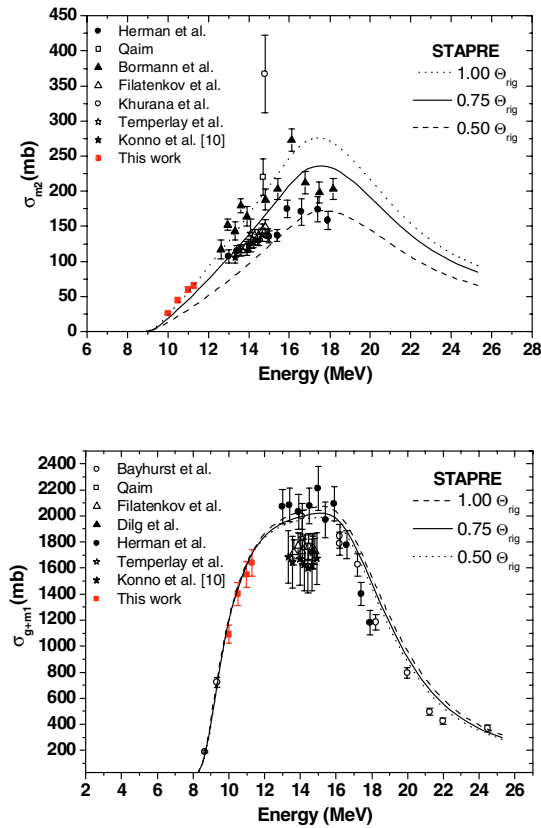 450
400
350
300
250
200
150
100
50
0
σm2(mb)
Herman et al.
Qaim
Bormann et al.
Filatenkov et al.
Khurana et al.
Temperlay et al.
Konno et al. [10]
This work
STAPRE
1.00 Θrig
0.75 Θrig
0.50 Θrig
6 8 10 12 14 16 18 20 22 24 26 28
Energy (MeV)
2400
2200
2000
1800
1600
1400
1200
1000
800
600
400
200
σg+m1(mb)
Bayhurst et al.
Qaim
Filatenkov et al.
Dilg et al.
Herman et al.
Temperlay et al.
Konno et al. [10]
This work
STAPRE
1.00 Θrig
0.75 Θrig
0.50 Θrig
2 4 6 8 10 12 14 16 18 20 22 24 26
Energy (MeV)